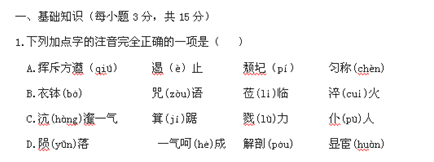 一、基础知识（每小题 3 分，共 15 分）
1.下列加点字的注音完全正确的一项是（ ）
A.挥斥方遒（qiú） 遏（è）止 颓圮（pí） 匀称(chèn)
B.衣钵(bó) 咒(zòu)语 莅(lì)临 淬(cuì)火
C.沆(hàng)瀣一气 箕(jí)踞 戮(lù)力 仆(pū)人
D.陨(yǔn)落 一气呵(hē)成 解剖(pōu) 显宦(huàn)